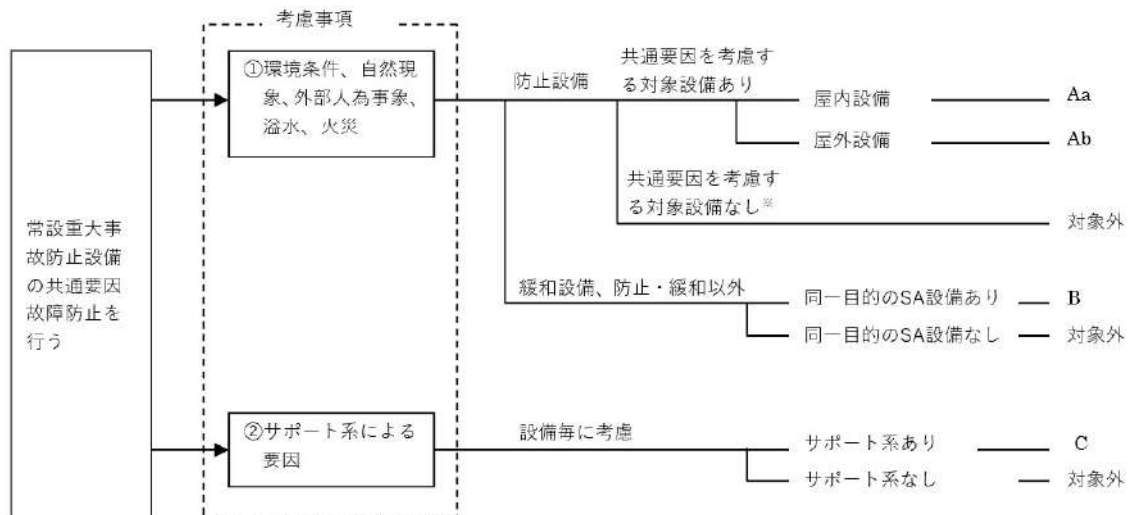 考慮事項
常設重大事
故防止設備
の共通要因
故障防止を
行う
①環境条件、自然現
象、外部人為事象、
溢水、火災
防止設備
共通要因を考慮す
る対象設備あり
屋内設備
Aa
屋外設備
Ab
共通要因を考慮す
る対象設備なし※
対象外
緩和設備、防止・緩和以外
同一目的のSA設備あり
B
同一目的のSA設備なし
対象外
②サポート系による
要因
設備毎に考慮
サポート系あり
C
サポート系なし
対象外